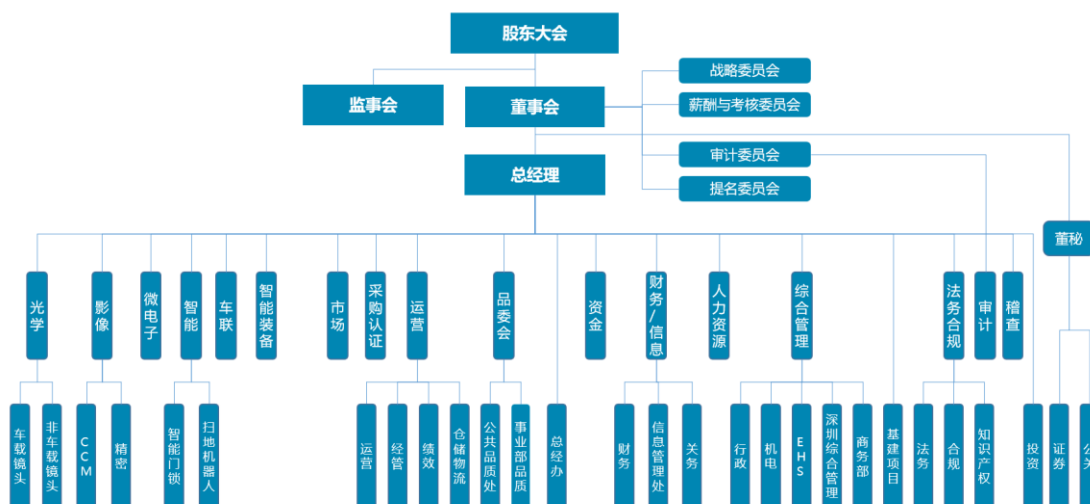 股东大会
监事会
董事会
战略委员会
薪酬与考核委员会
审计委员会
提名委员会
总经理
董秘
光学
影像
微电子
智能
车联
智能装备
市场
采购认证
运营
品委会
资金
财务/信息
人力资源
综合管理
法务合规
审计
稽查
车载镜头
非车载镜头
CCM
精密
智能门锁
扫地机器人
运营
经管
绩效
仓储物流
公共品质处
事业部品质
总经办
财务
信息管理处
关务
行政
机电
EHS
深圳综合管理
商务部
基建项目
法务
合规
知识产权
投资
证券
公关